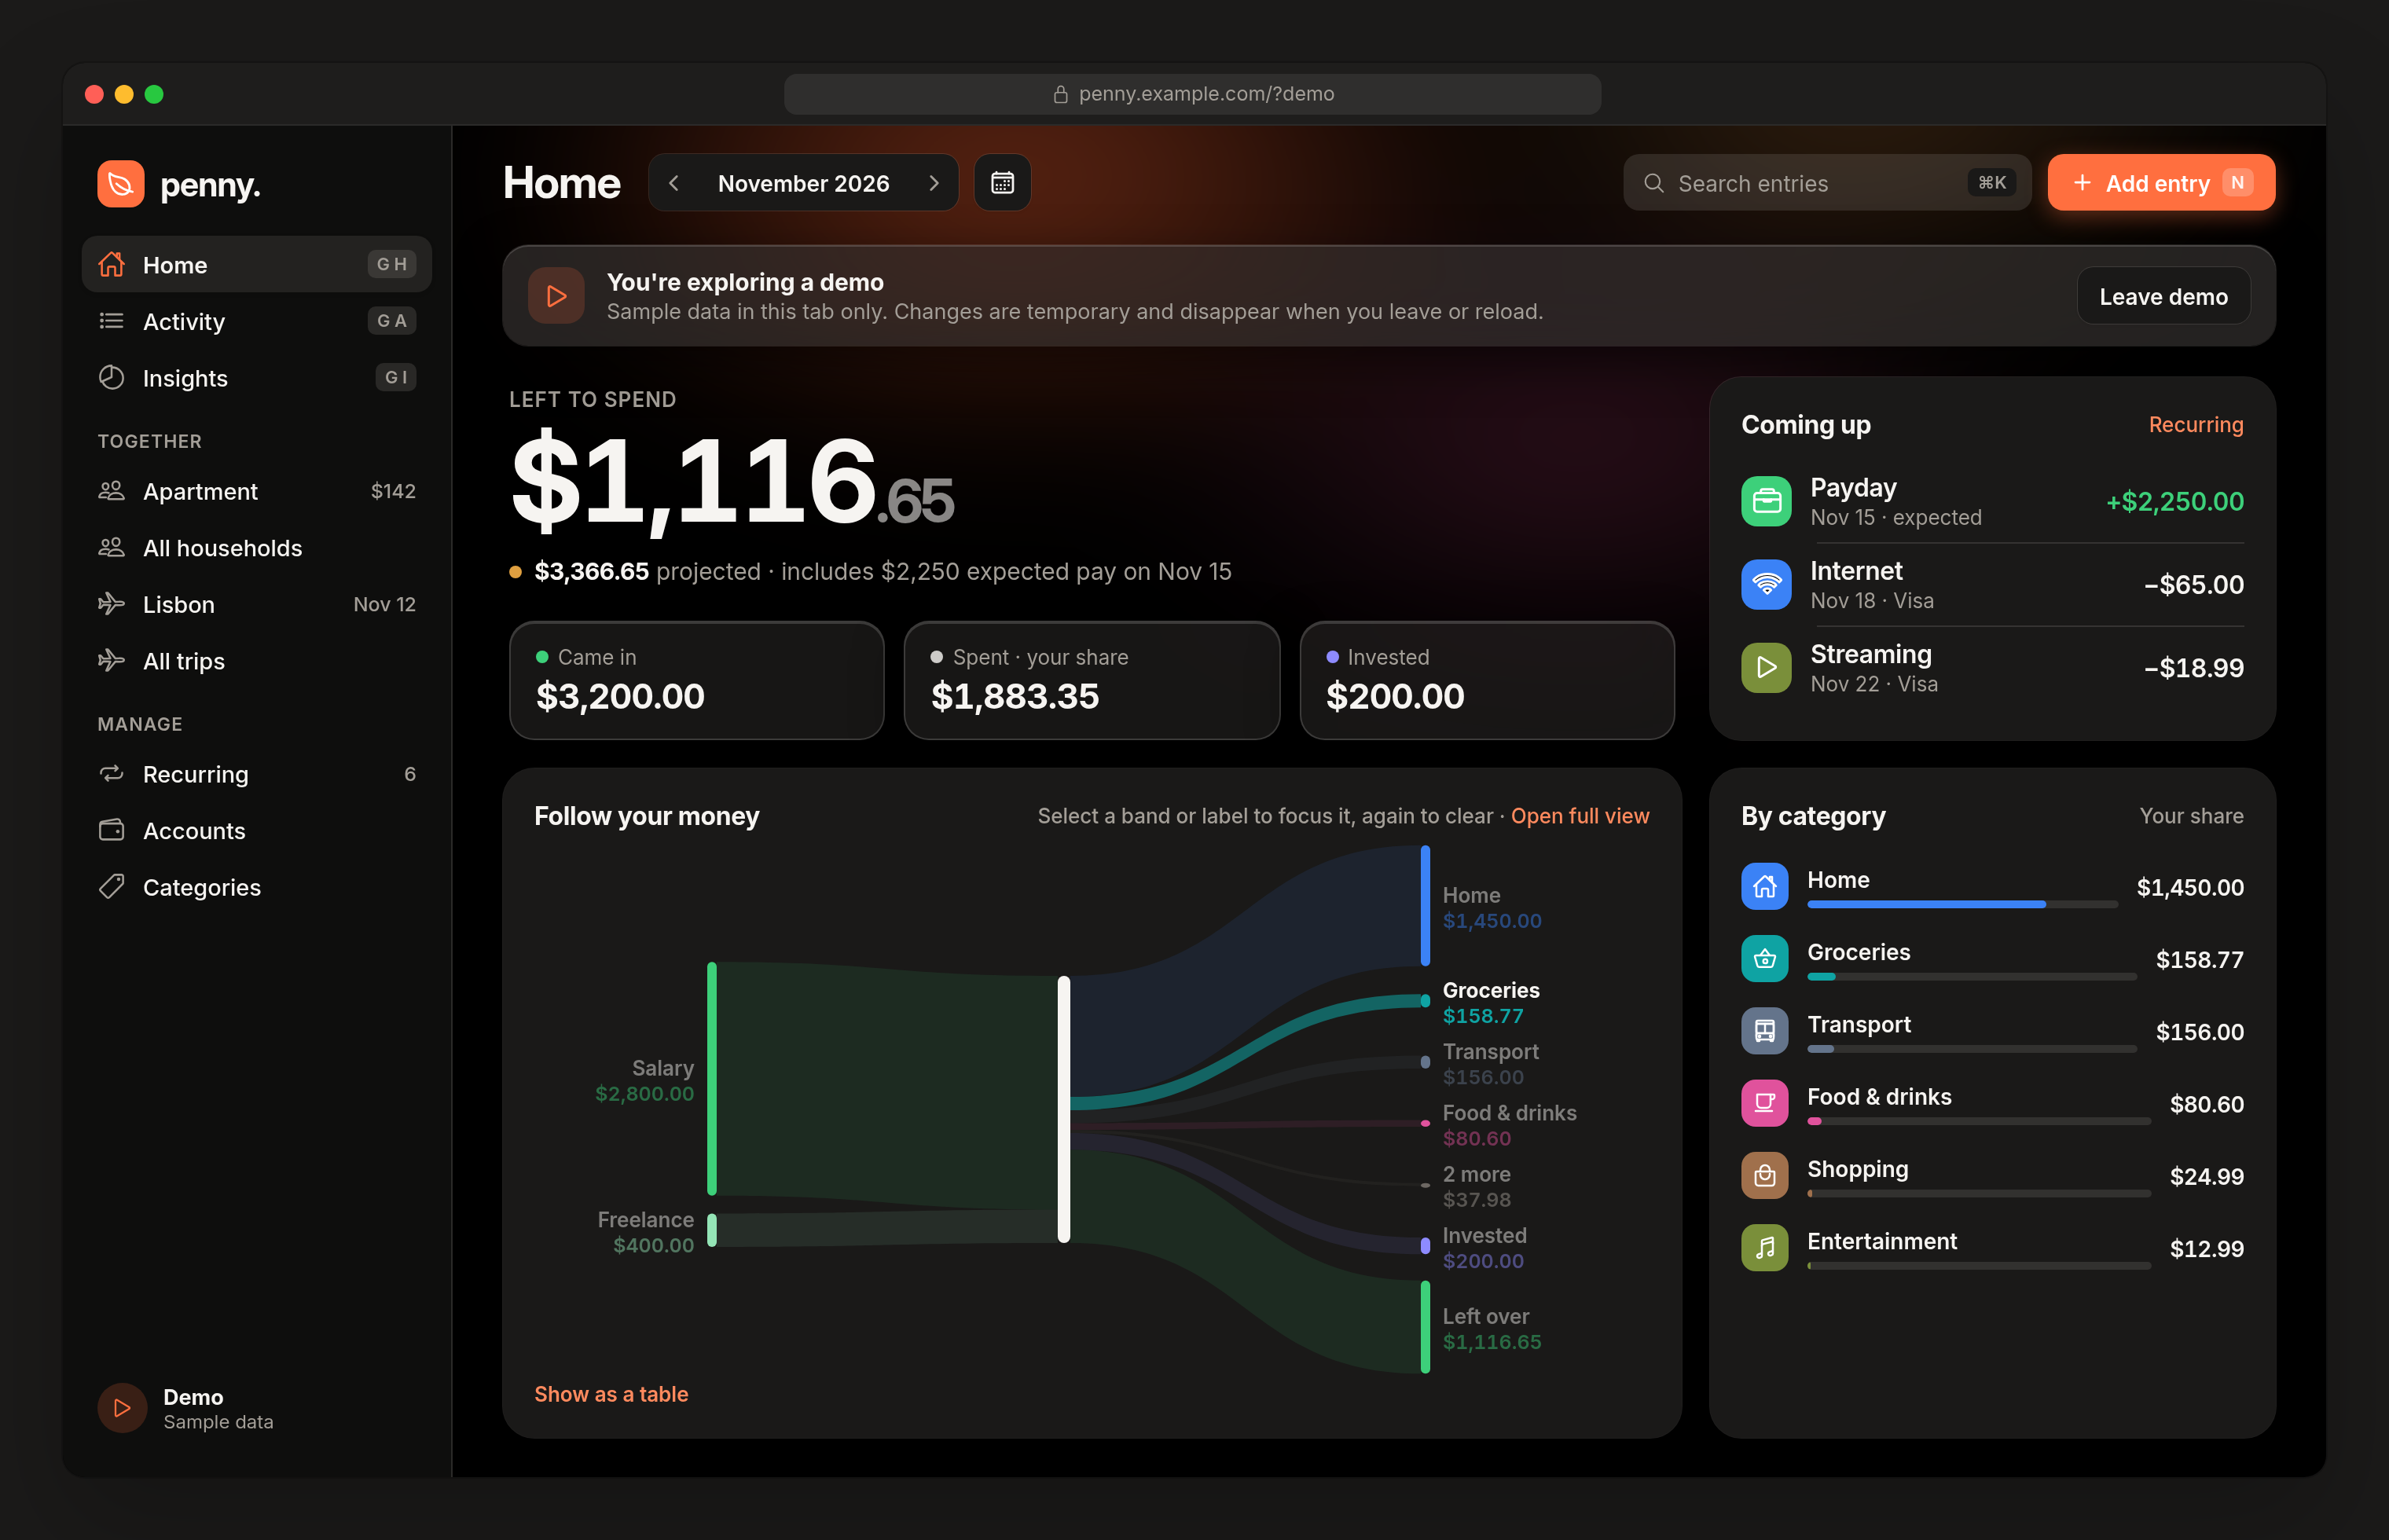 penny.example.com/?demo
penny.
Home G H
Activity G A
Insights G I
TOGETHER
Apartment $142
All households
Lisbon Nov 12
All trips
MANAGE
Recurring 6
Accounts
Categories
Demo
Sample data
Home
November 2026
Search entries ⌘K
+ Add entry N
You're exploring a demo
Sample data in this tab only. Changes are temporary and disappear when you leave or reload.
Leave demo
LEFT TO SPEND
$1,116.65
$3,366.65 projected · includes $2,250 expected pay on Nov 15
Came in
$3,200.00
Spent · your share
$1,883.35
Invested
$200.00
Coming up Recurring
Payday
Nov 15 · expected
+$2,250.00
Internet
Nov 18 · Visa
−$65.00
Streaming
Nov 22 · Visa
−$18.99
Follow your money
Select a band or label to focus it, again to clear · Open full view
Salary
$2,800.00
Freelance
$400.00
Home
$1,450.00
Groceries
$158.77
Transport
$156.00
Food & drinks
$80.60
2 more
$37.98
Invested
$200.00
Left over
$1,116.65
Show as a table
By category Your share
Home $1,450.00
Groceries $158.77
Transport $156.00
Food & drinks $80.60
Shopping $24.99
Entertainment $12.99